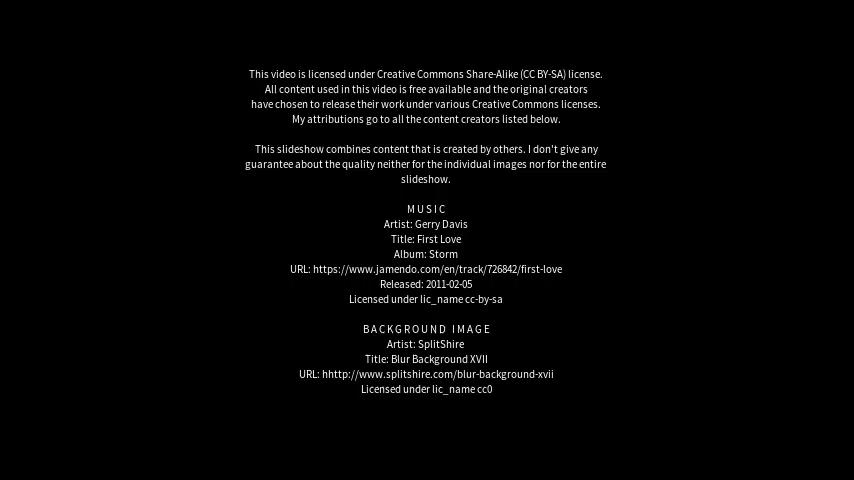 This video is licensed under Creative Commons Share-Alike (CC BY-SA) license.
All content used in this video is free available and the original creators
have chosen to release their work under various Creative Commons licenses.
My attributions go to all the content creators listed below.
This slideshow combines content that is created by others. I don't give any
guarantee about the quality neither for the individual images nor for the entire
slideshow.
MUSIC
Artist: Gerry Davis
Title: First Love
Album: Storm
URL: https://www.jamendo.com/en/track/726842/first-love
Released: 2011-02-05
Licensed under lic_name cc-by-sa
BACKGROUND IMAGE
Artist: SplitShire
Title: Blur Background XVII
URL: hhttp://www.splitshire.com/blur-background-xvii
Licensed under lic_name cc0